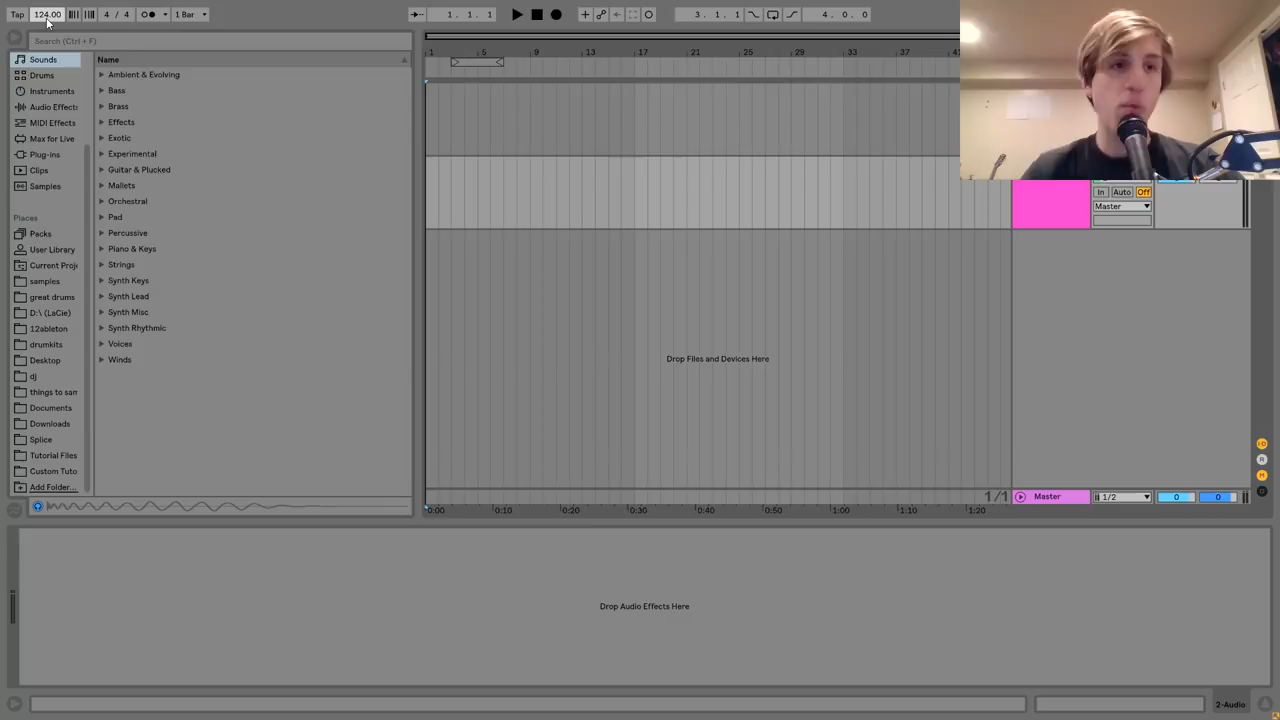 Tap 124.00 4 / 4 1 Bar 1. 1. 1 3. 1. 1 4. 0. 0
Search (Ctrl + F)
Sounds
Drums
Instruments
Audio Effects
MIDI Effects
Max for Live
Plug-ins
Clips
Samples
Places
Packs
User Library
Current Proje
samples
great drums
D:\ (LaCie)
12ableton
drumkits
Desktop
dj
things to sam
Documents
Downloads
Splice
Tutorial Files
Custom Tuto
Add Folder...
Name
Ambient & Evolving
Bass
Brass
Effects
Exotic
Experimental
Guitar & Plucked
Mallets
Orchestral
Pad
Percussive
Piano & Keys
Strings
Synth Keys
Synth Lead
Synth Misc
Synth Rhythmic
Voices
Winds
1 5 9 13 17 21 25 29 33 37 41
In Auto Off
Master
Drop Files and Devices Here
1/1 Master 1/2 0 0
0:00 0:10 0:20 0:30 0:40 0:50 1:00 1:10 1:20
I·O
R
M
D
Drop Audio Effects Here
2-Audio